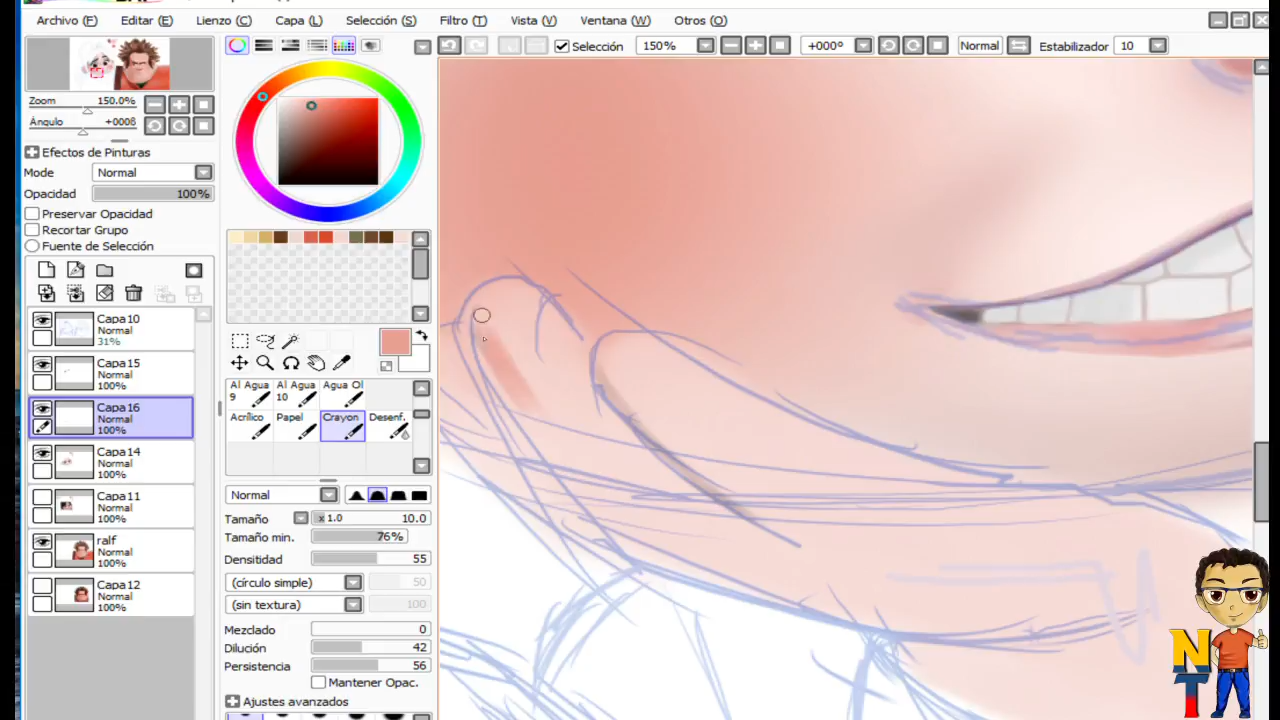 Archivo (F) Editar (E) Lienzo (C) Capa (L) Selección (S) Filtro (T) Vista (V) Ventana (W) Otros (O)
Selección 150% +000° Normal Estabilizador 10
Zoom 150.0%
Ángulo +000ß
Efectos de Pinturas
Mode Normal
Opacidad 100%
Preservar Opacidad
Recortar Grupo
Fuente de Selección
Capa10
Normal
31%
Capa15
Normal
100%
Capa16
Normal
100%
Capa14
Normal
100%
Capa11
Normal
100%
ralf
Normal
100%
Capa12
Normal
100%
Al Agua 9
Al Agua 10
Agua Ol
Acrílico Papel Crayon Desenf.
Normal
Tamaño x 1.0 10.0
Tamaño min. 76%
Densitidad 55
(círculo simple) 50
(sin textura) 100
Mezclado 0
Dilución 42
Persistencia 56
Mantener Opac.
Ajustes avanzados
N
T